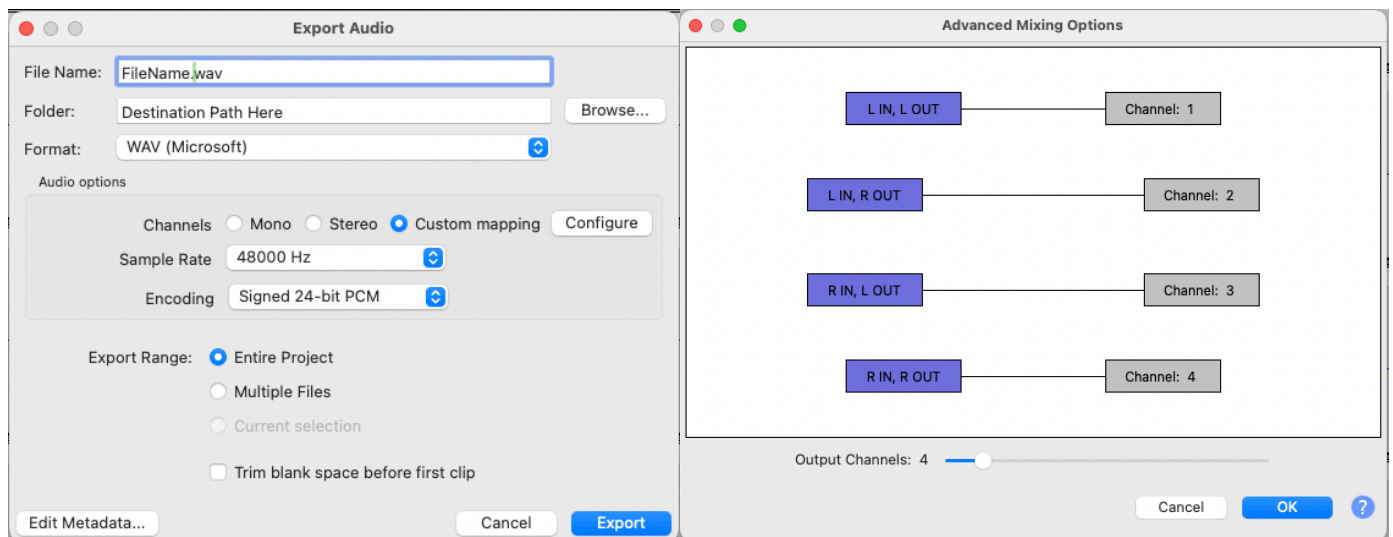 Export Audio
File Name: FileName.wav
Folder: Destination Path Here Browse...
Format: WAV (Microsoft)
Audio options
Channels Mono Stereo Custom mapping Configure
Sample Rate 48000 Hz
Encoding Signed 24-bit PCM
Export Range: Entire Project
Multiple Files
Current selection
Trim blank space before first clip
Edit Metadata... Cancel Export
Advanced Mixing Options
L IN, L OUT Channel: 1
L IN, R OUT Channel: 2
R IN, L OUT Channel: 3
R IN, R OUT Channel: 4
Output Channels: 4
Cancel OK ?